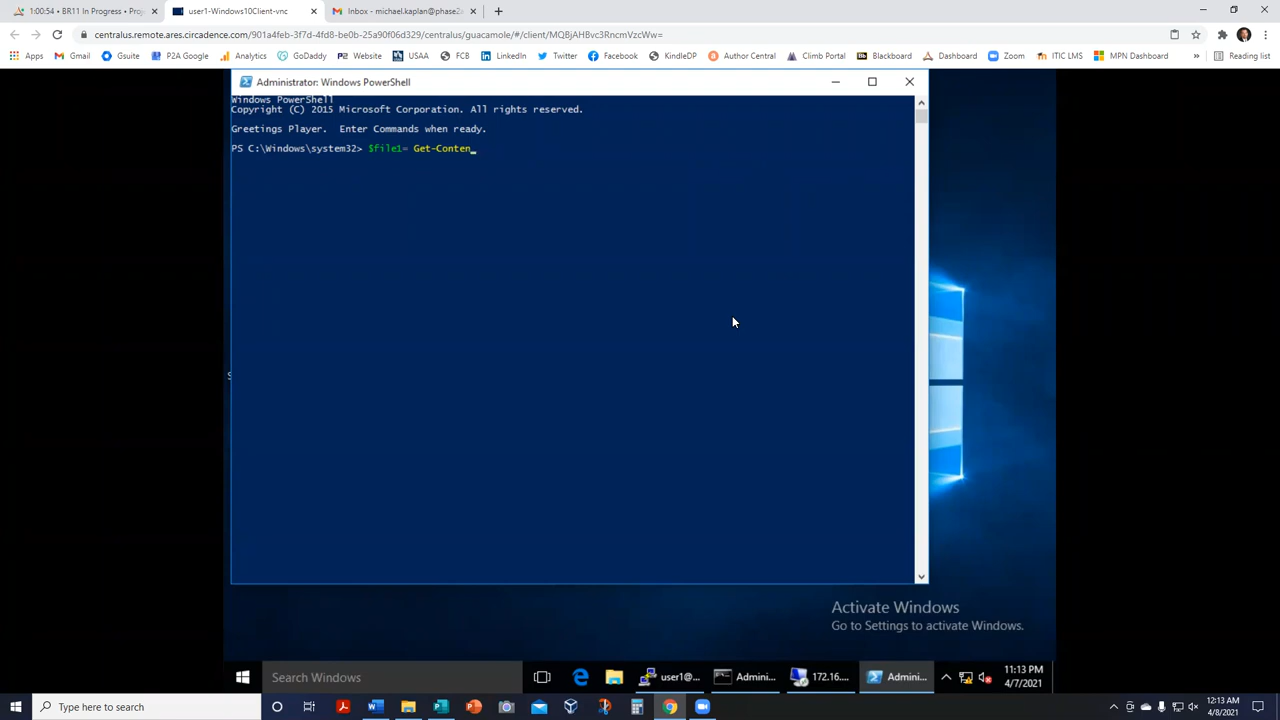 1:00:54 • BR11 In Progress • Proj
user1-Windows10Client-vnc
Inbox - michael.kaplan@phase2
centralus.remote.ares.circadence.com/901a4feb-3f7d-4fd8-be0b-25a90f06d329/centralus/guacamole/#/client/MQBjAHBvc3RncmVzcWw=
Apps
Gmail
Gsuite
P2A Google
Analytics
GoDaddy
Website
USAA
FCB
LinkedIn
Twitter
Facebook
KindleDP
Author Central
Climb Portal
Blackboard
Dashboard
Zoom
ITIC LMS
MPN Dashboard
»
Reading list
Administrator: Windows PowerShell
Windows PowerShell
Copyright (C) 2015 Microsoft Corporation. All rights reserved.
Greetings Player.  Enter Commands when ready.
PS C:\Windows\system32> $file1= Get-Conten_
Activate Windows
Go to Settings to activate Windows.
Search Windows
user1@...
Admini...
172.16....
Admini...
11:13 PM
4/7/2021
Type here to search
12:13 AM
4/8/2021